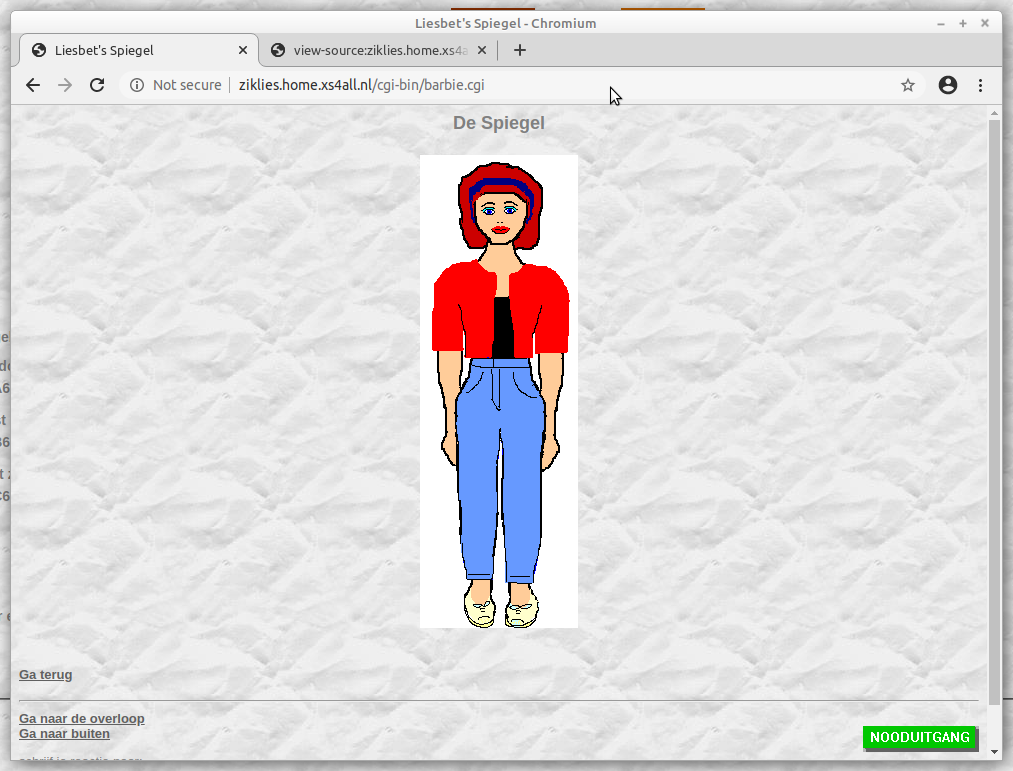 Liesbet's Spiegel - Chromium
Liesbet's Spiegel
view-source:ziklies.home.xs4a
Not secure
ziklies.home.xs4all.nl/cgi-bin/barbie.cgi
De Spiegel
Ga terug
Ga naar de overloop
Ga naar buiten
NOODUITGANG